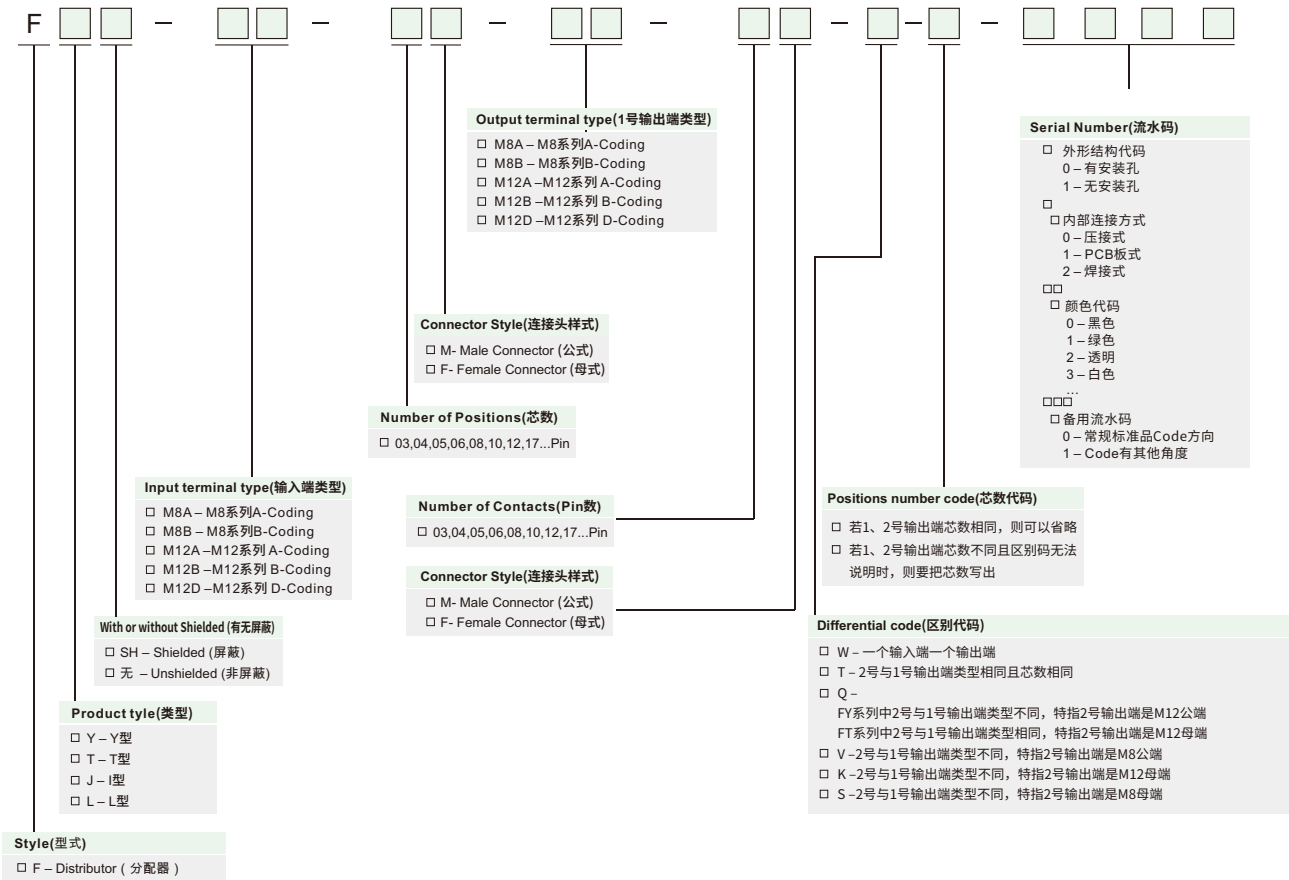 F
Output terminal type(1号输出端类型)
M8A – M8系列A-Coding
M8B – M8系列B-Coding
M12A –M12系列 A-Coding
M12B –M12系列 B-Coding
M12D –M12系列 D-Coding
Serial Number(流水码)
外形结构代码
0 – 有安装孔
1 – 无安装孔
内部连接方式
0 – 压接式
1 – PCB板式
2 – 焊接式
颜色代码
0 – 黑色
1 – 绿色
2 – 透明
3 – 白色
...
备用流水码
0 – 常规标准品Code方向
1 – Code有其他角度
Connector Style(连接头样式)
M- Male Connector (公式)
F- Female Connector (母式)
Number of Positions(芯数)
03,04,05,06,08,10,12,17...Pin
Input terminal type(输入端类型)
M8A – M8系列A-Coding
M8B – M8系列B-Coding
M12A –M12系列 A-Coding
M12B –M12系列 B-Coding
M12D –M12系列 D-Coding
Number of Contacts(Pin数)
03,04,05,06,08,10,12,17...Pin
Connector Style(连接头样式)
M- Male Connector (公式)
F- Female Connector (母式)
Positions number code(芯数代码)
若1、2号输出端芯数相同，则可以省略
若1、2号输出端芯数不同且区别码无法
说明时，则要把芯数写出
With or without Shielded (有无屏蔽)
SH – Shielded (屏蔽)
无 – Unshielded (非屏蔽)
Differential code(区别代码)
W – 一个输入端一个输出端
T – 2号与1号输出端类型相同且芯数相同
Q –
FY系列中2号与1号输出端类型不同，特指2号输出端是M12公端
FT系列中2号与1号输出端类型相同，特指2号输出端是M12母端
V –2号与1号输出端类型不同，特指2号输出端是M8公端
K –2号与1号输出端类型不同，特指2号输出端是M12母端
S –2号与1号输出端类型不同，特指2号输出端是M8母端
Product tyle(类型)
Y – Y型
T – T型
J – I型
L – L型
Style(型式)
F – Distributor ( 分配器 )